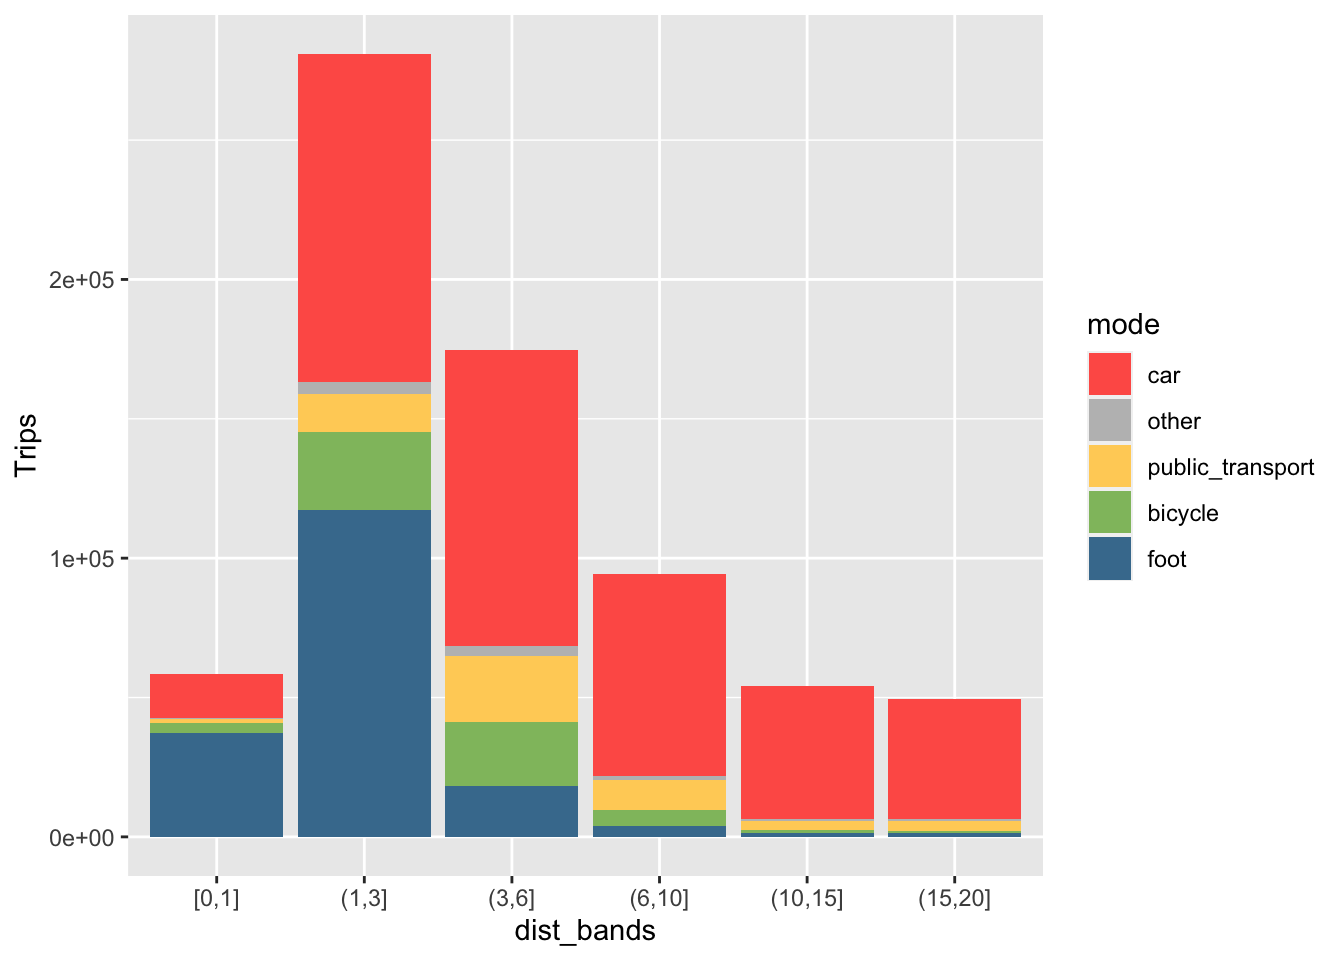 2e+05
1e+05
0e+00
Trips
[0,1]
(1,3]
(3,6]
(6,10]
(10,15]
(15,20]
dist_bands
mode
car
other
public_transport
bicycle
foot